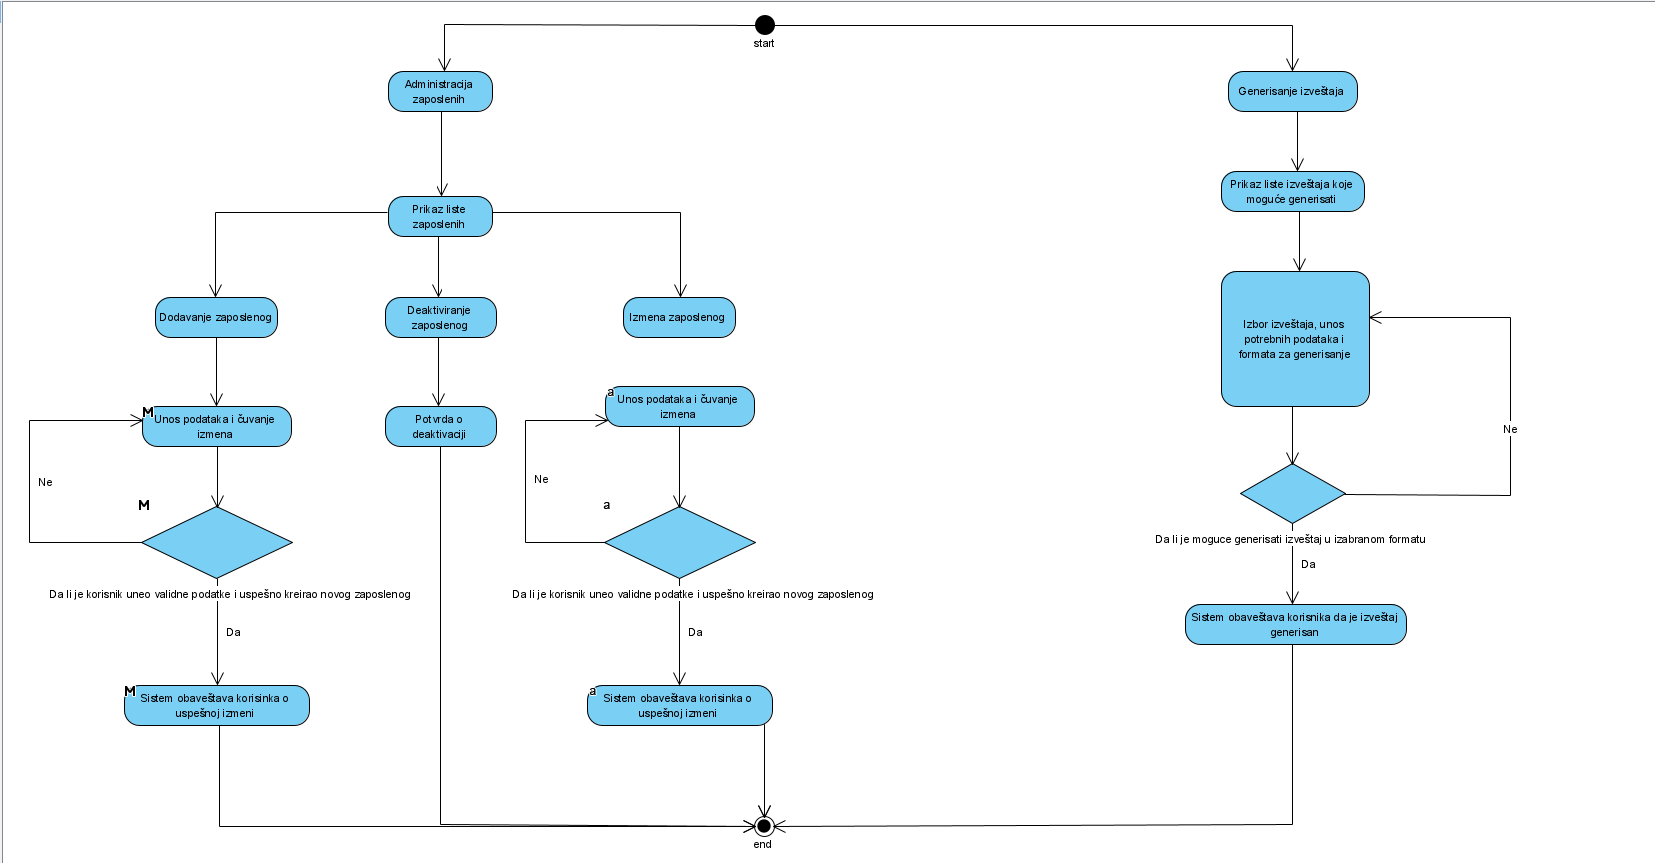 start
Administracija
zaposlenih
Generisanje izveštaja
Prikaz liste
zaposlenih
Prikaz liste izveštaja koje
moguće generisati
Dodavanje zaposlenog
Deaktiviranje
zaposlenog
Izmena zaposlenog
Izbor izveštaja, unos
potrebnih podataka i
formata za generisanje
M
Unos podataka i čuvanje
izmena
Potvrda o
deaktivaciji
a
Unos podataka i čuvanje
izmena
Ne
Ne
Ne
M
a
Da li je moguce generisati izveštaj u izabranom formatu
Da
Da li je korisnik uneo validne podatke i uspešno kreirao novog zaposlenog
Da li je korisnik uneo validne podatke i uspešno kreirao novog zaposlenog
Da
Da
Sistem obaveštava korisnika da je izveštaj
generisan
M
Sistem obaveštava korisinka o
uspešnoj izmeni
a
Sistem obaveštava korisinka o
uspešnoj izmeni
end